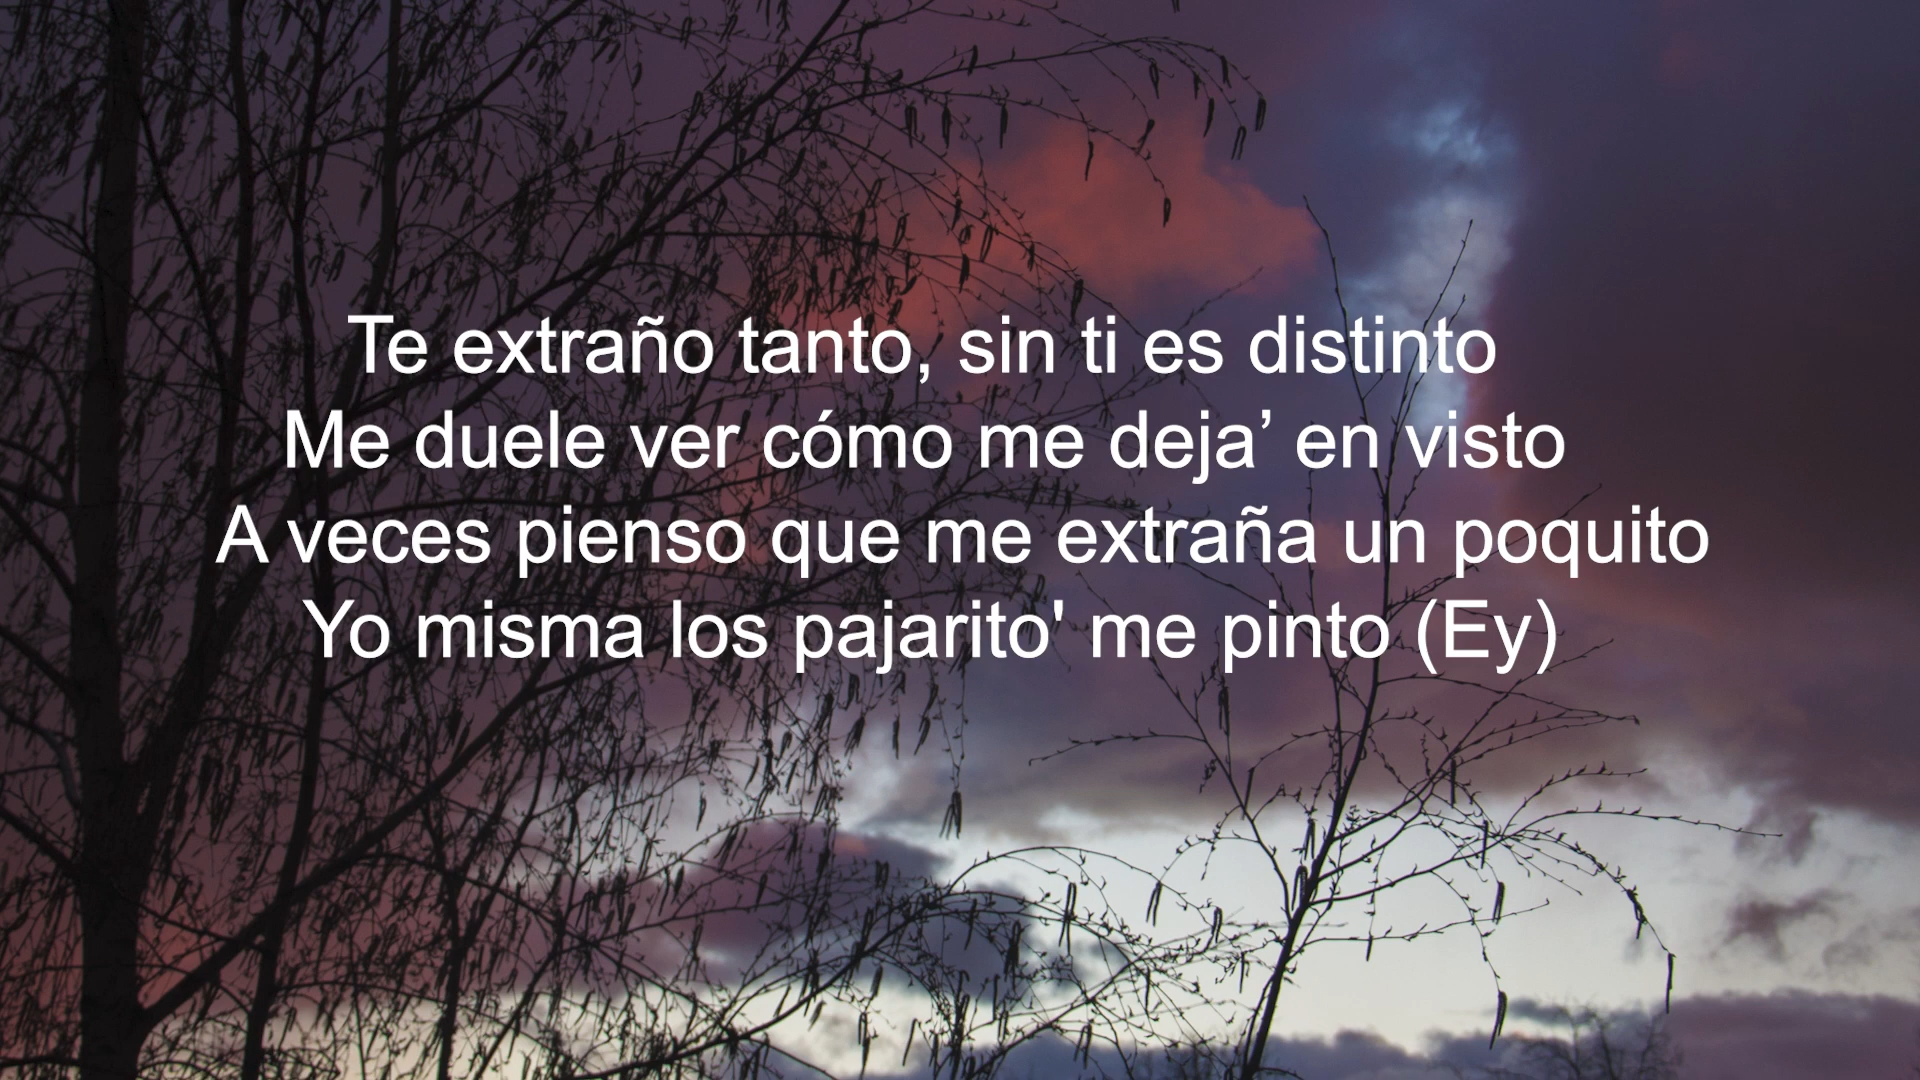 Te extraño tanto, sin ti es distinto
Me duele ver cómo me deja’ en visto
A veces pienso que me extraña un poquito
Yo misma los pajarito' me pinto (Ey)